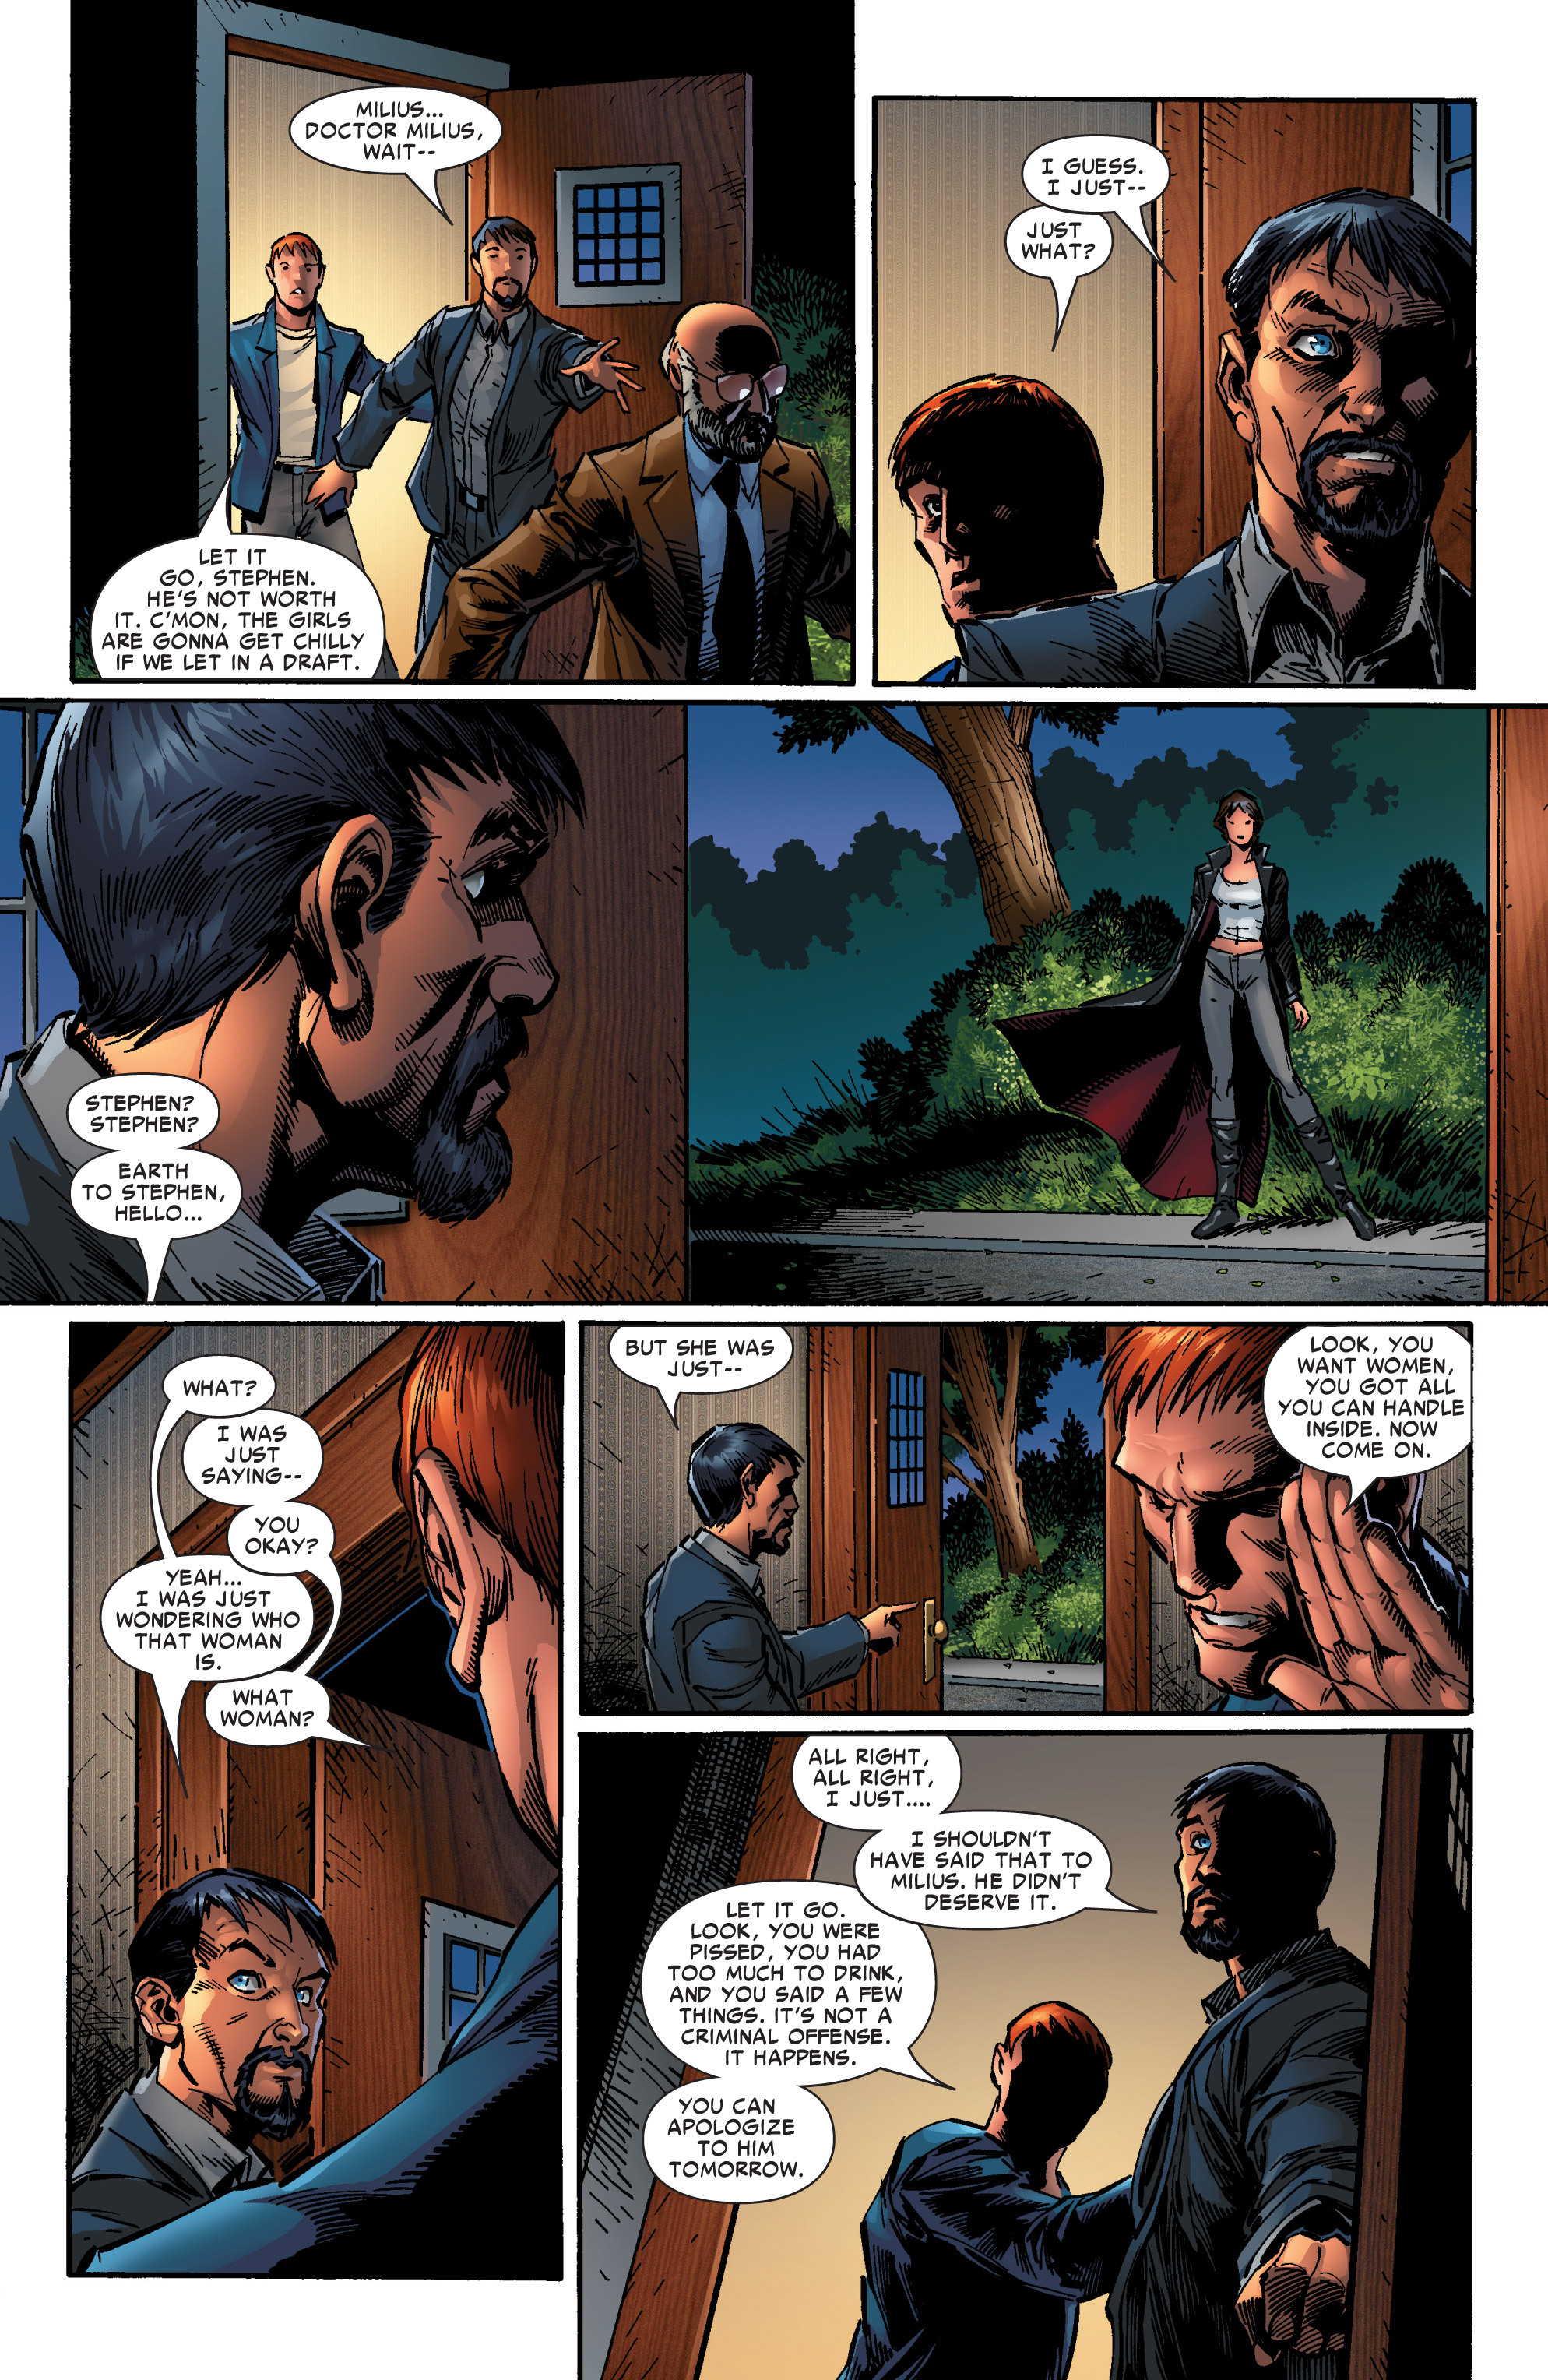 MILIUS...
DOCTOR MILIUS,
WAIT--
LET IT
GO, STEPHEN.
HE'S NOT WORTH
IT. C'MON, THE GIRLS
ARE GONNA GET CHILLY
IF WE LET IN A DRAFT.
I GUESS.
I JUST--
JUST
WHAT?
STEPHEN?
STEPHEN?
EARTH
TO STEPHEN,
HELLO...
WHAT?
I WAS
JUST
SAYING--
YOU
OKAY?
YEAH...
I WAS JUST
WONDERING WHO
THAT WOMAN
IS.
WHAT
WOMAN?
BUT SHE WAS
JUST--
LOOK, YOU
WANT WOMEN,
YOU GOT ALL
YOU CAN HANDLE
INSIDE. NOW
COME ON.
ALL RIGHT,
ALL RIGHT,
I JUST....
I SHOULDN'T
HAVE SAID THAT TO
MILIUS. HE DIDN'T
DESERVE IT.
LET IT GO.
LOOK, YOU WERE
PISSED, YOU HAD
TOO MUCH TO DRINK,
AND YOU SAID A FEW
THINGS. IT'S NOT A
CRIMINAL OFFENSE.
IT HAPPENS.
YOU CAN
APOLOGIZE
TO HIM
TOMORROW.